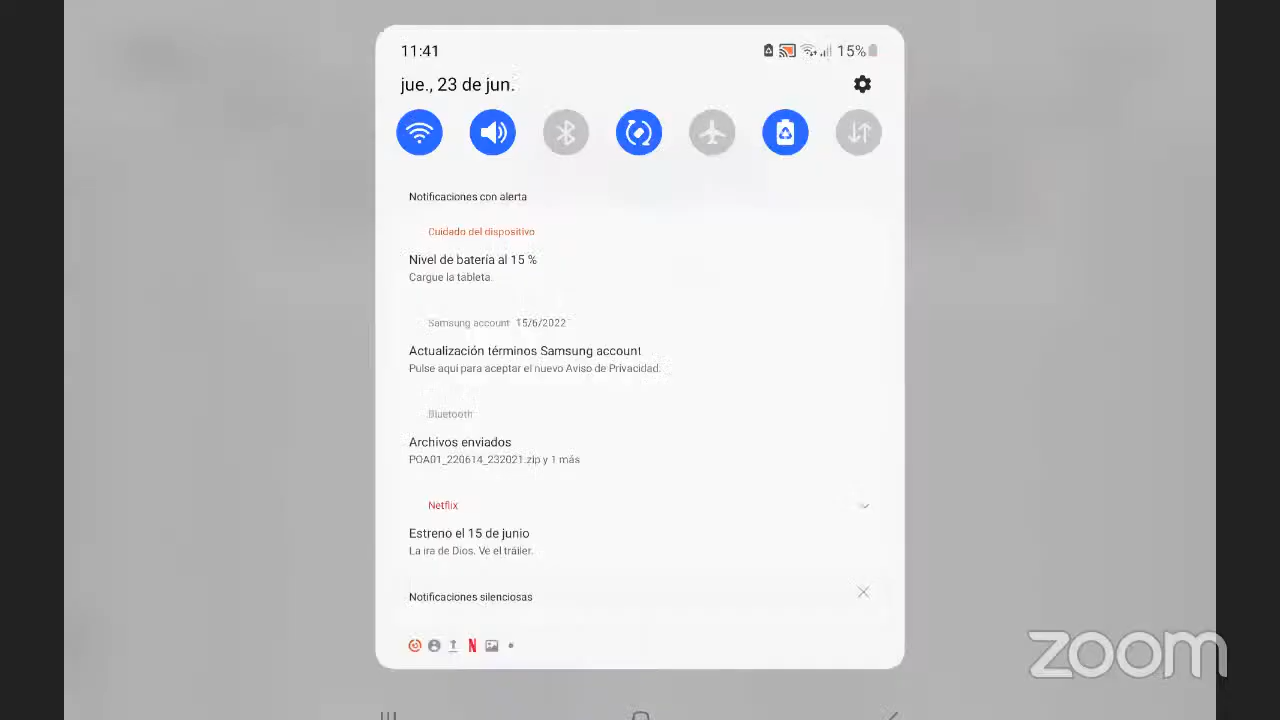 11:41
15%
jue., 23 de jun.
Notificaciones con alerta
Cuidado del dispositivo
Nivel de batería al 15 %
Cargue la tableta.
Samsung account 15/6/2022
Actualización términos Samsung account
Pulse aquí para aceptar el nuevo Aviso de Privacidad.
Bluetooth
Archivos enviados
POA01_220614_232021.zip y 1 más
Netflix
Estreno el 15 de junio
La ira de Dios. Ve el tráiler.
Notificaciones silenciosas
N
zoom